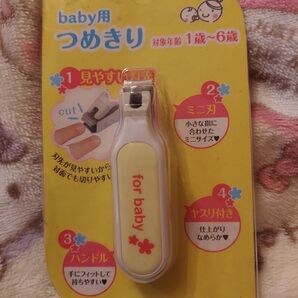 baby用
つめきり
対象年齢 1歳〜6歳
1 見やすい
cut
刃先が見やすいから
対面でも切りやすい
2
ミニ刃
小さな指に
合わせた
ミニサイズ♥
for baby
3
ハンドル
手にフィットして
持ちやすい♥
4
ヤスリ付き
仕上がり
なめらか♥